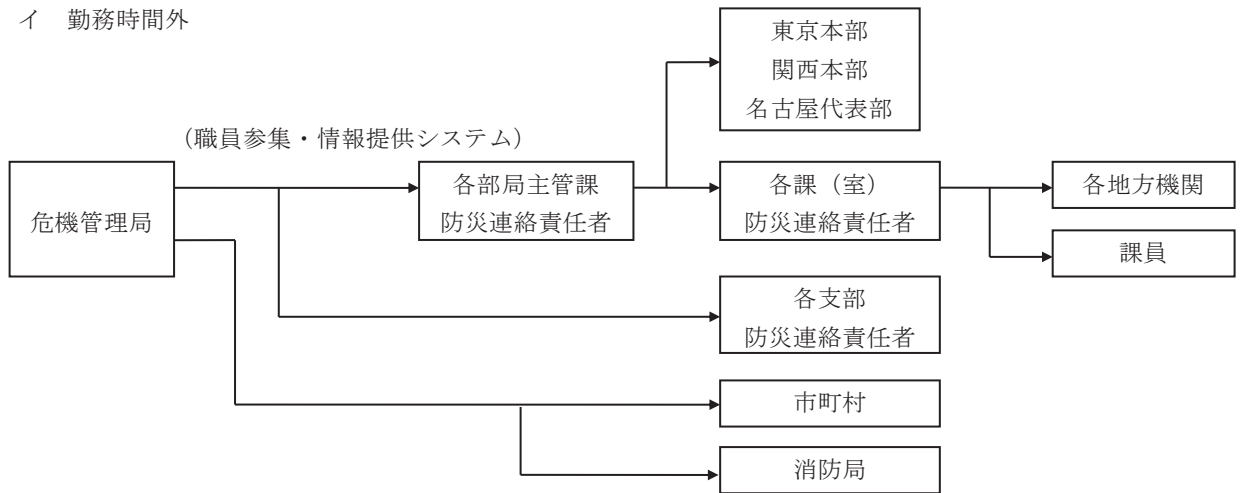 イ　勤務時間外
東京本部
関西本部
名古屋代表部
（職員参集・情報提供システム）
危機管理局
各部局主管課
防災連絡責任者
各課（室）
防災連絡責任者
各地方機関
課員
各支部
防災連絡責任者
市町村
消防局